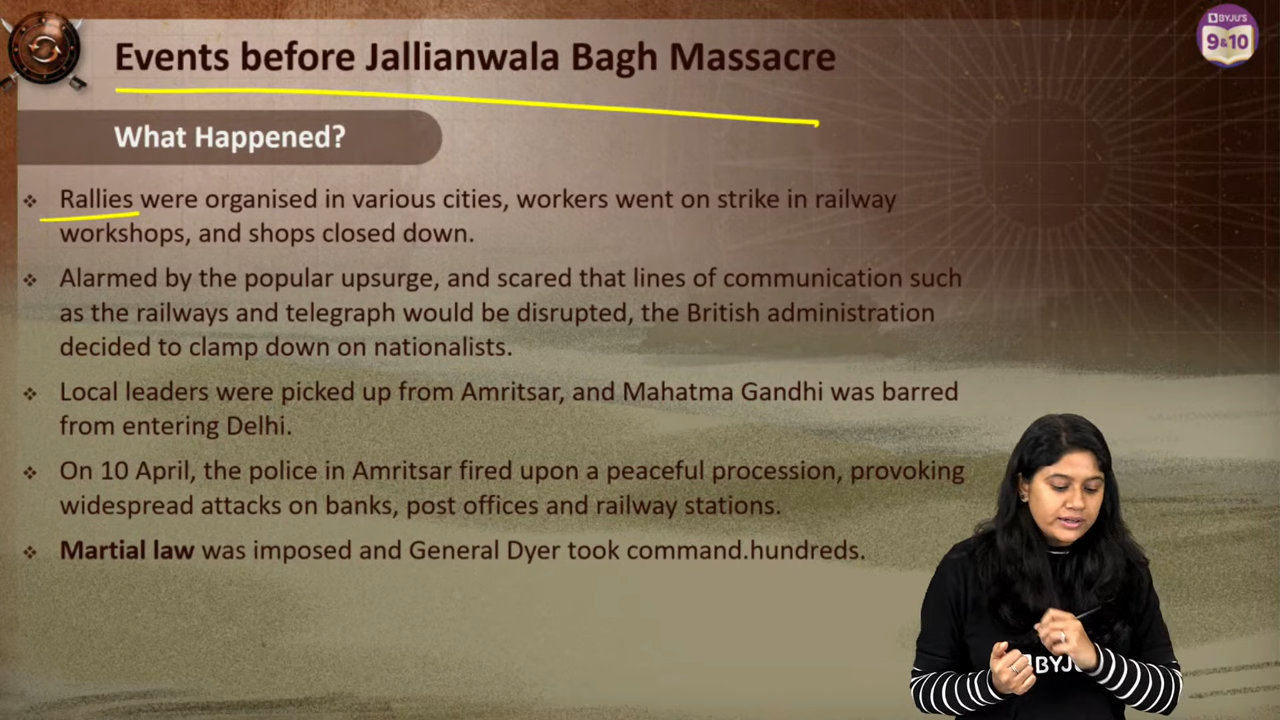 Events before Jallianwala Bagh Massacre
BYJU'S
9&10
What Happened?
Rallies were organised in various cities, workers went on strike in railway
workshops, and shops closed down.
Alarmed by the popular upsurge, and scared that lines of communication such
as the railways and telegraph would be disrupted, the British administration
decided to clamp down on nationalists.
Local leaders were picked up from Amritsar, and Mahatma Gandhi was barred
from entering Delhi.
On 10 April, the police in Amritsar fired upon a peaceful procession, provoking
widespread attacks on banks, post offices and railway stations.
Martial law was imposed and General Dyer took command.hundreds.